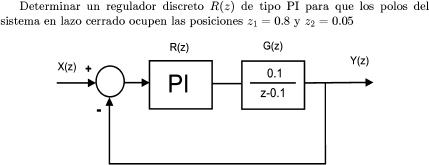 Determinar un regulador discreto R(z) de tipo PI para que los polos del
sistema en lazo cerrado ocupen las posiciones z₁ = 0.8 y z₂ = 0.05
R(z)
G(z)
X(z)
+
Y(z)
PI
0.1
z-0.1
-